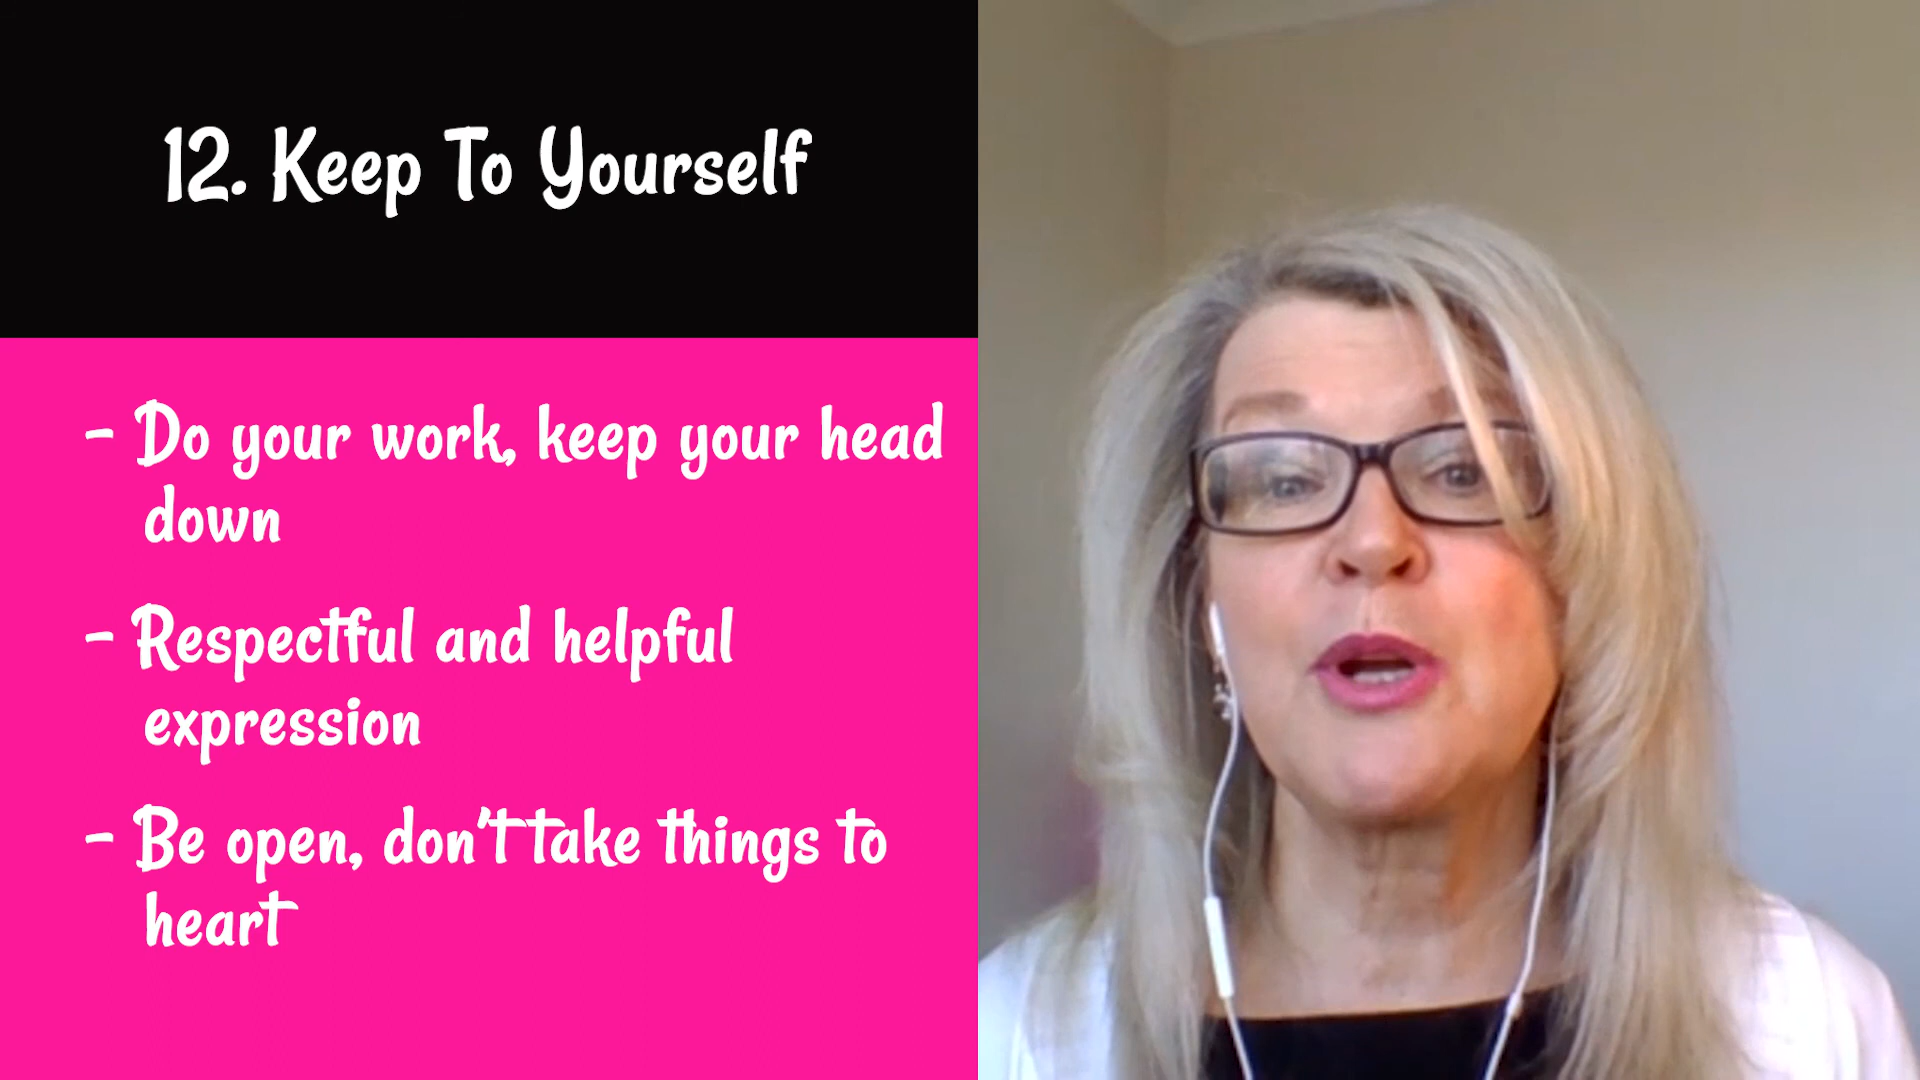 12. Keep To Yourself
- Do your work, keep your head
down
- Respectful and helpful
expression
- Be open, don't take things to
heart